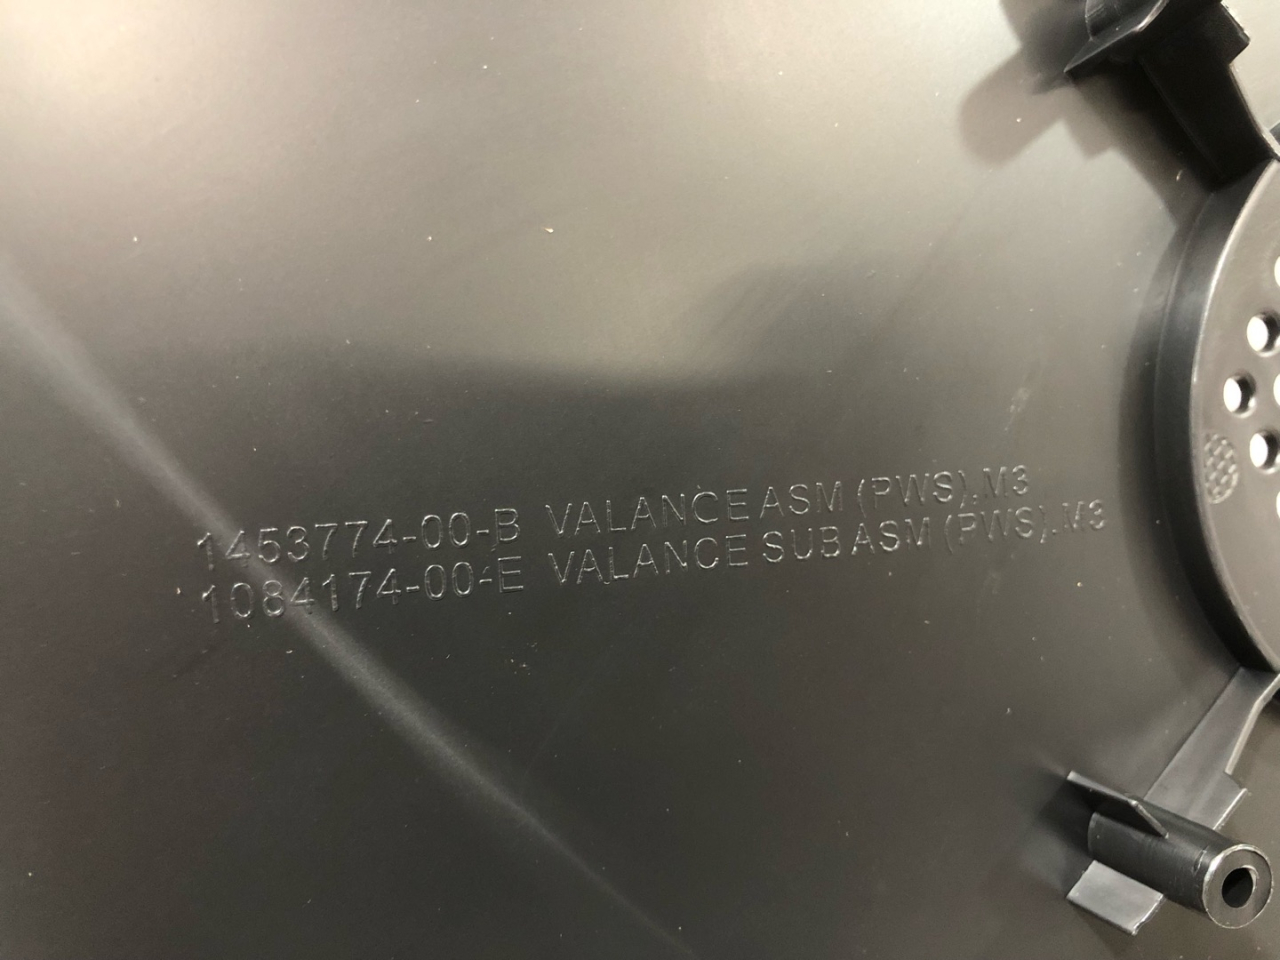 1453774-00-B VALANCE ASM (PWS), M3
1084174-00-E VALANCE SUB ASM (PWS), M3